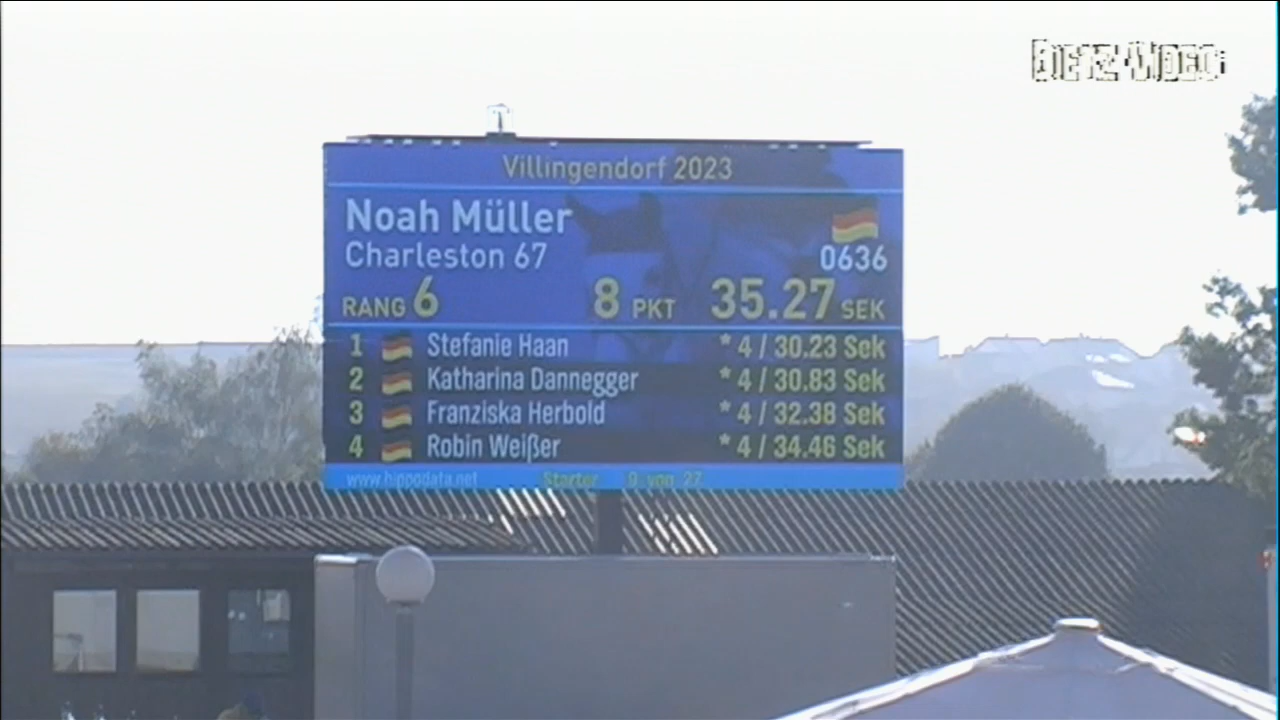 DIETZ-VIDEO
Villingendorf 2023
Noah Müller
Charleston 67
0636
RANG 6 8 PKT 35.27 SEK
1 Stefanie Haan * 4 / 30.23 Sek
2 Katharina Dannegger * 4 / 30.83 Sek
3 Franziska Herbold * 4 / 32.38 Sek
4 Robin Weißer * 4 / 34.46 Sek
www.hippodata.net Starter 9 von 27